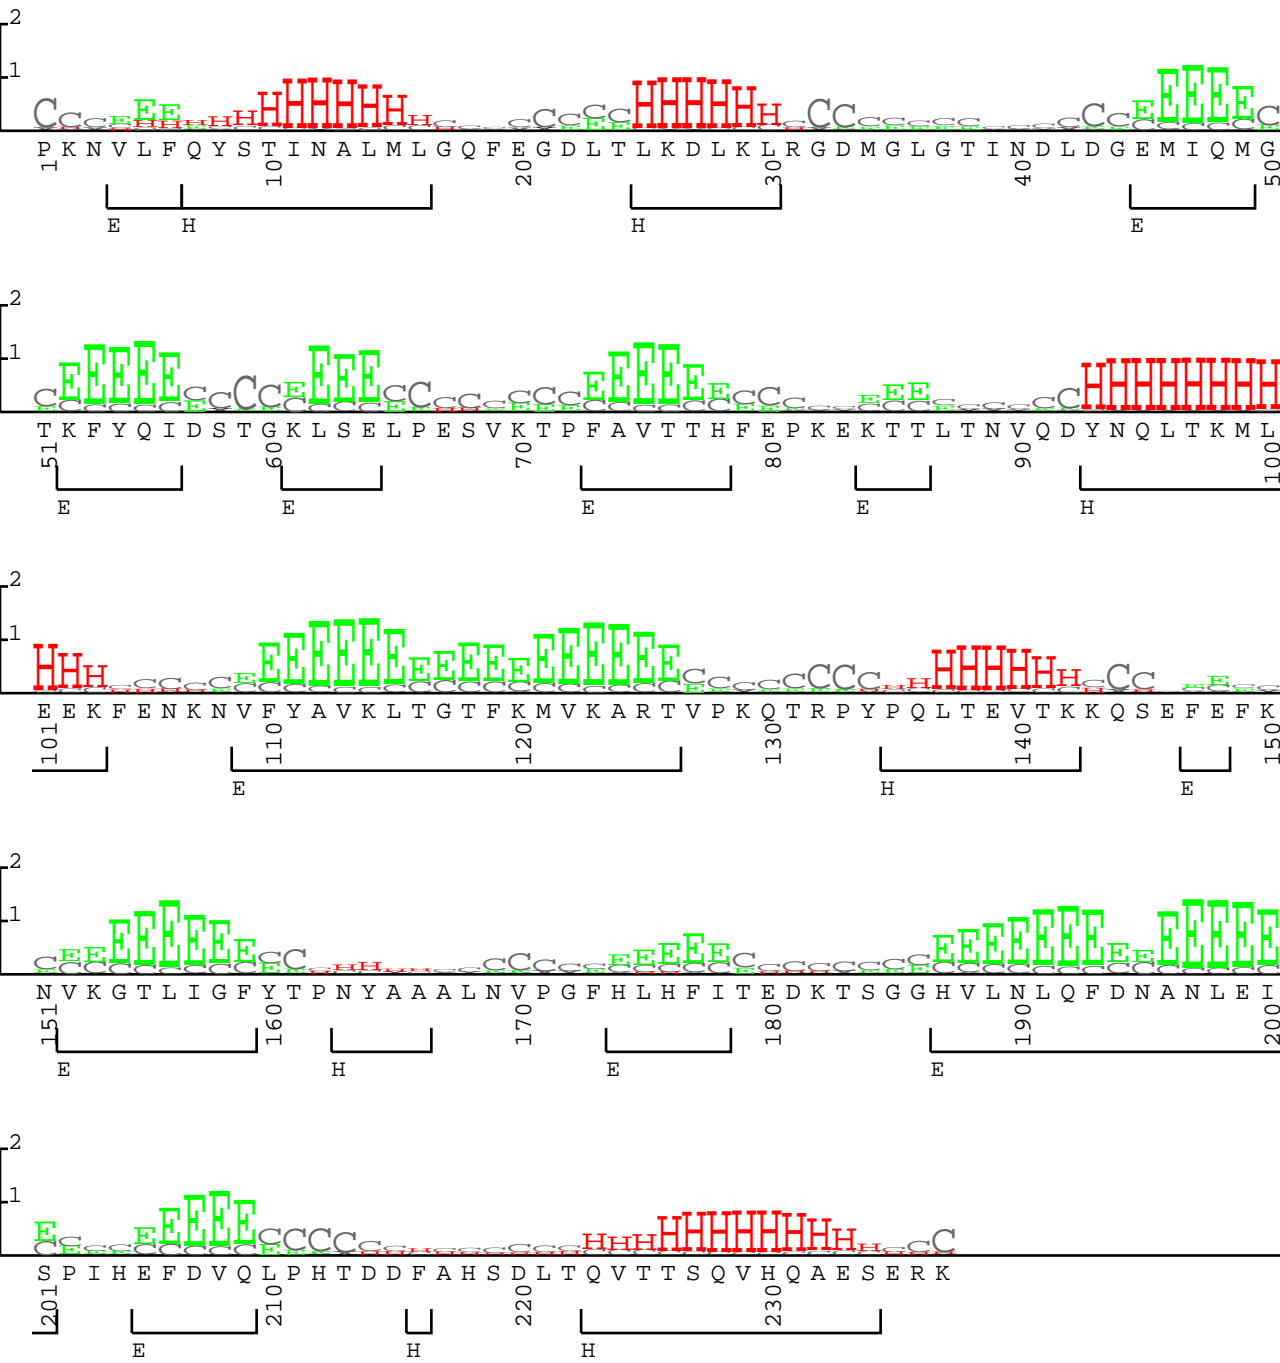 2
1
P K N V L F Q Y S T I N A L M L G Q F E G D L T L K D L K L R G D M G L G T I N D L D G E M I Q M G
1 10 20 30 40 50
E H H E
2
1
T K F Y Q I D S T G K L S E L P E S V K T P F A V T T H F E P K E K T T L T N V Q D Y N Q L T K M L
51 60 70 80 90 100
E E E E H
2
1
E E K F E N K N V F Y A V K L T G T F K M V K A R T V P K Q T R P Y P Q L T E V T K K Q S E F E F K
101 110 120 130 140 150
E H E
2
1
N V K G T L I G F Y T P N Y A A A L N V P G F H L H F I T E D K T S G G H V L N L Q F D N A N L E I
151 160 170 180 190 200
E H E E
2
1
S P I H E F D V Q L P H T D D F A H S D L T Q V T T S Q V H Q A E S E R K
201 210 220 230
E H H